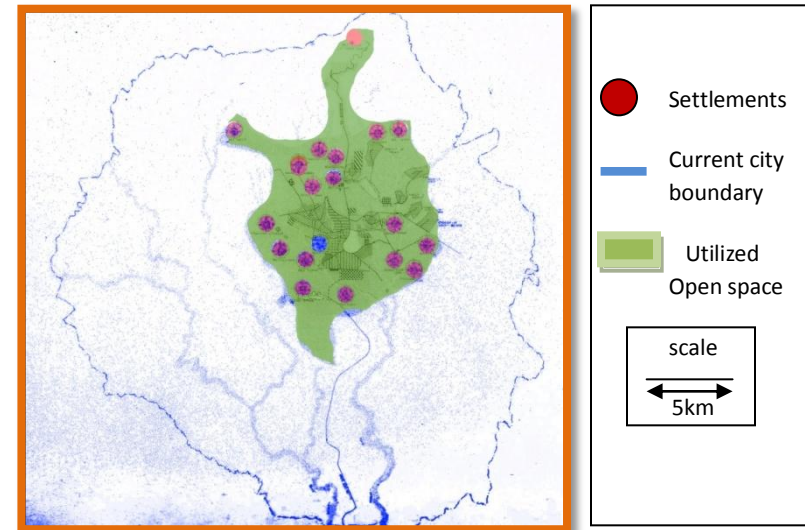 Settlements
Current city
boundary
Utilized
Open space
scale
5km